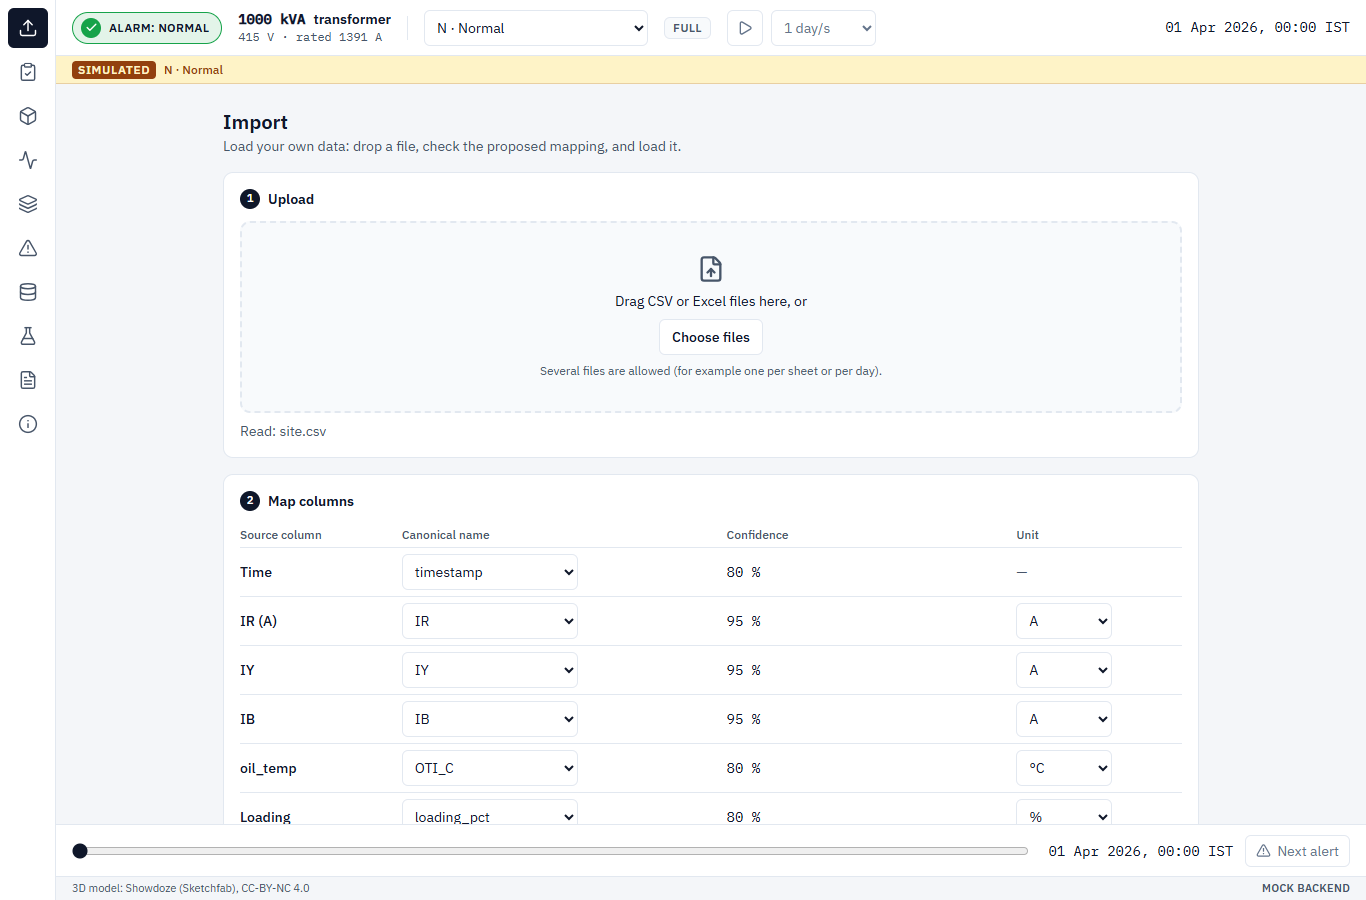 ALARM: NORMAL
1000 kVA transformer
415 V · rated 1391 A
N · Normal
FULL
1 day/s
01 Apr 2026, 00:00 IST
SIMULATED N · Normal
Import
Load your own data: drop a file, check the proposed mapping, and load it.
1 Upload
Drag CSV or Excel files here, or
Choose files
Several files are allowed (for example one per sheet or per day).
Read: site.csv
2 Map columns
Source column Canonical name Confidence Unit
Time timestamp 80 % —
IR (A) IR 95 % A
IY IY 95 % A
IB IB 95 % A
oil_temp OTI_C 80 % °C
Loading loading_pct 80 % %
01 Apr 2026, 00:00 IST Next alert
3D model: Showdoze (Sketchfab), CC-BY-NC 4.0 MOCK BACKEND